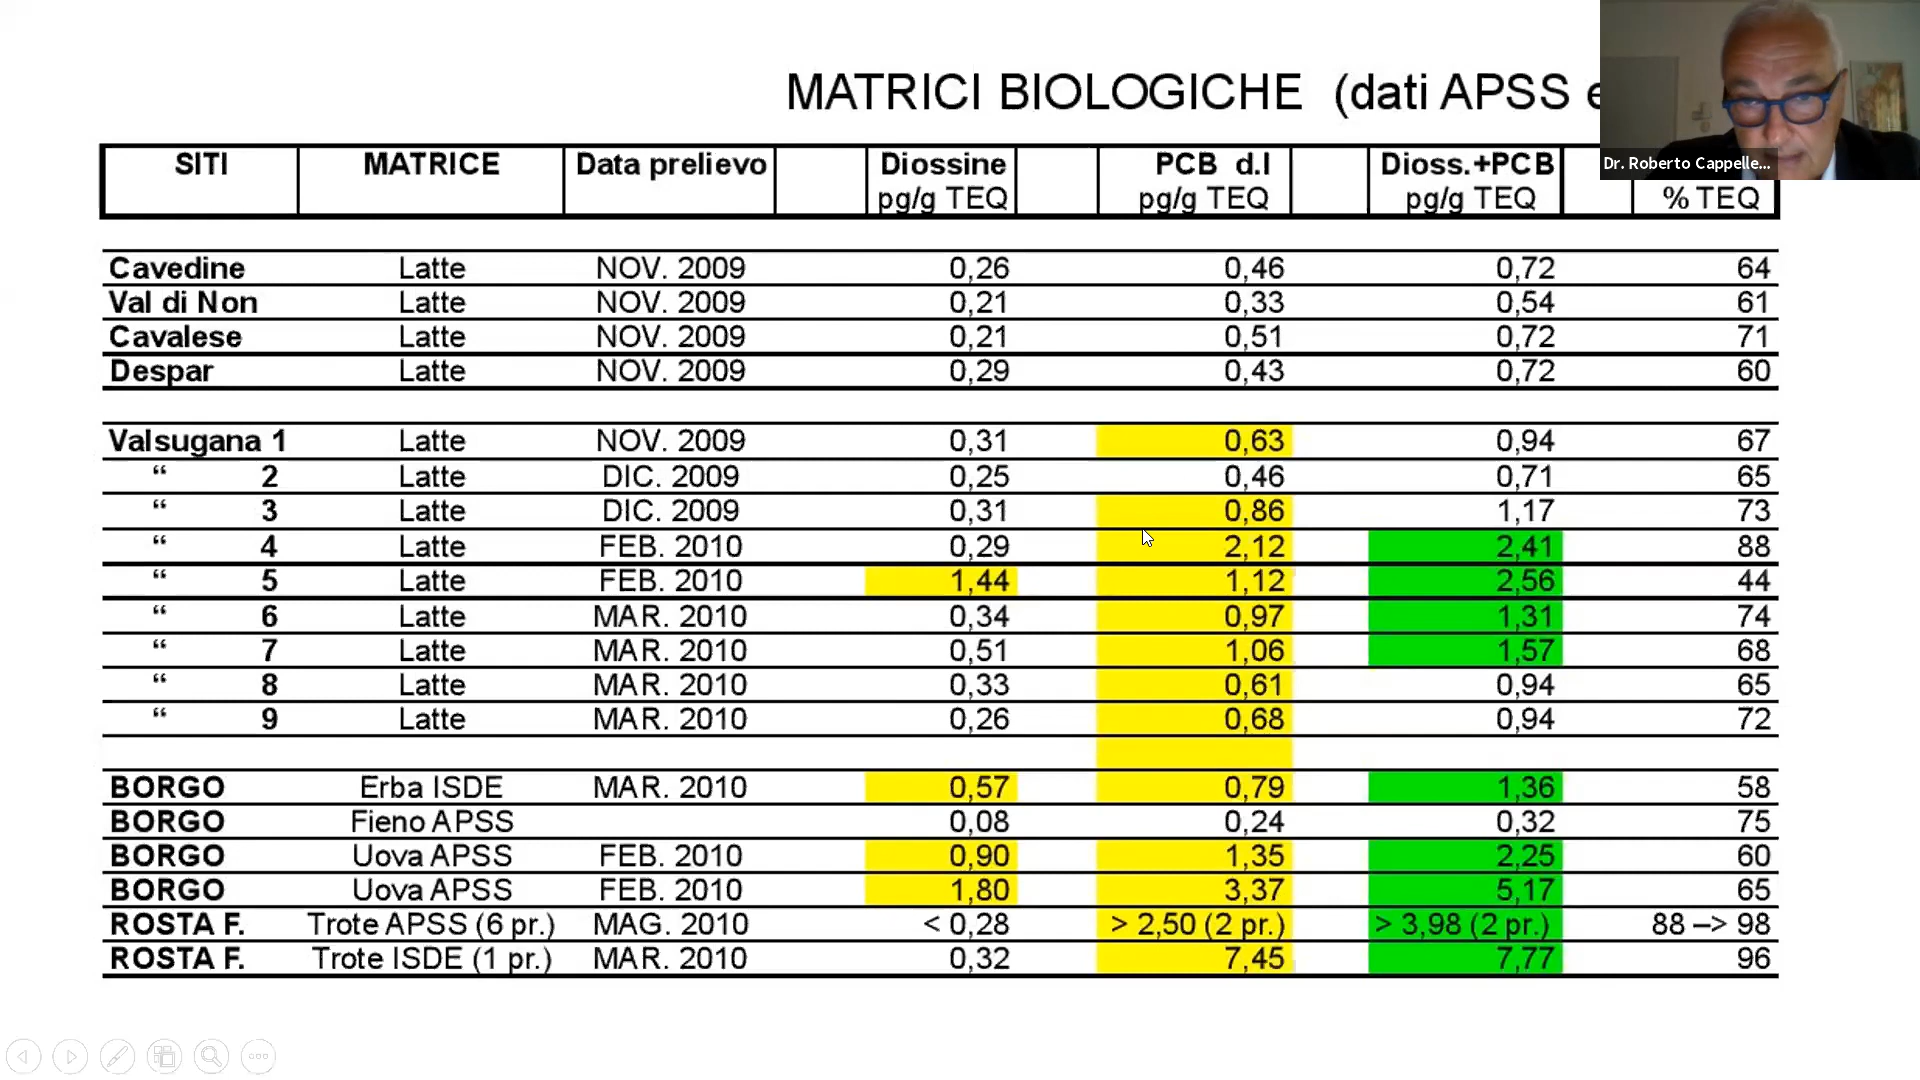 MATRICI BIOLOGICHE (dati APSS e
Dr. Roberto Cappelle...
SITI MATRICE Data prelievo Diossine PCB d.l Dioss.+PCB
pg/g TEQ pg/g TEQ pg/g TEQ % TEQ
Cavedine Latte NOV. 2009 0,26 0,46 0,72 64
Val di Non Latte NOV. 2009 0,21 0,33 0,54 61
Cavalese Latte NOV. 2009 0,21 0,51 0,72 71
Despar Latte NOV. 2009 0,29 0,43 0,72 60
Valsugana 1 Latte NOV. 2009 0,31 0,63 0,94 67
“ 2 Latte DIC. 2009 0,25 0,46 0,71 65
“ 3 Latte DIC. 2009 0,31 0,86 1,17 73
“ 4 Latte FEB. 2010 0,29 2,12 2,41 88
“ 5 Latte FEB. 2010 1,44 1,12 2,56 44
“ 6 Latte MAR. 2010 0,34 0,97 1,31 74
“ 7 Latte MAR. 2010 0,51 1,06 1,57 68
“ 8 Latte MAR. 2010 0,33 0,61 0,94 65
“ 9 Latte MAR. 2010 0,26 0,68 0,94 72
BORGO Erba ISDE MAR. 2010 0,57 0,79 1,36 58
BORGO Fieno APSS 0,08 0,24 0,32 75
BORGO Uova APSS FEB. 2010 0,90 1,35 2,25 60
BORGO Uova APSS FEB. 2010 1,80 3,37 5,17 65
ROSTA F. Trote APSS (6 pr.) MAG. 2010 < 0,28 > 2,50 (2 pr.) > 3,98 (2 pr.) 88 –> 98
ROSTA F. Trote ISDE (1 pr.) MAR. 2010 0,32 7,45 7,77 96